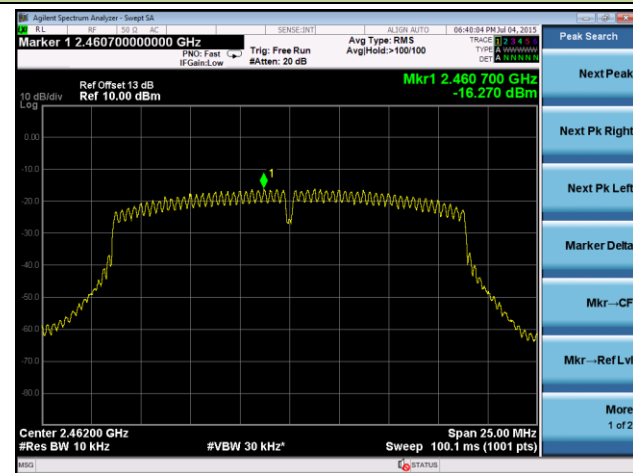 Agilent Spectrum Analyzer - Swept SA
RL RF 50 Ω AC SENSE:INT ALIGN AUTO 06:40:04 PM Jul 04, 2015
Marker 1 2.460700000000 GHz
PNO: Fast
IFGain:Low
Trig: Free Run
#Atten: 20 dB
Avg Type: RMS
Avg|Hold:>100/100
TRACE 1 2 3 4 5 6
TYPE A WWWWW
DET A N N N N N
Peak Search
Ref Offset 13 dB
10 dB/div Ref 10.00 dBm
Log
Mkr1 2.460 700 GHz
-16.270 dBm
Next Peak
0.00
Next Pk Right
-10.0
1
-20.0
Next Pk Left
-30.0
Marker Delta
-40.0
-50.0
Mkr→CF
-60.0
Mkr→Ref Lvl
-70.0
-80.0
More
1 of 2
Center 2.46200 GHz Span 25.00 MHz
#Res BW 10 kHz #VBW 30 kHz* Sweep 100.1 ms (1001 pts)
MSG STATUS